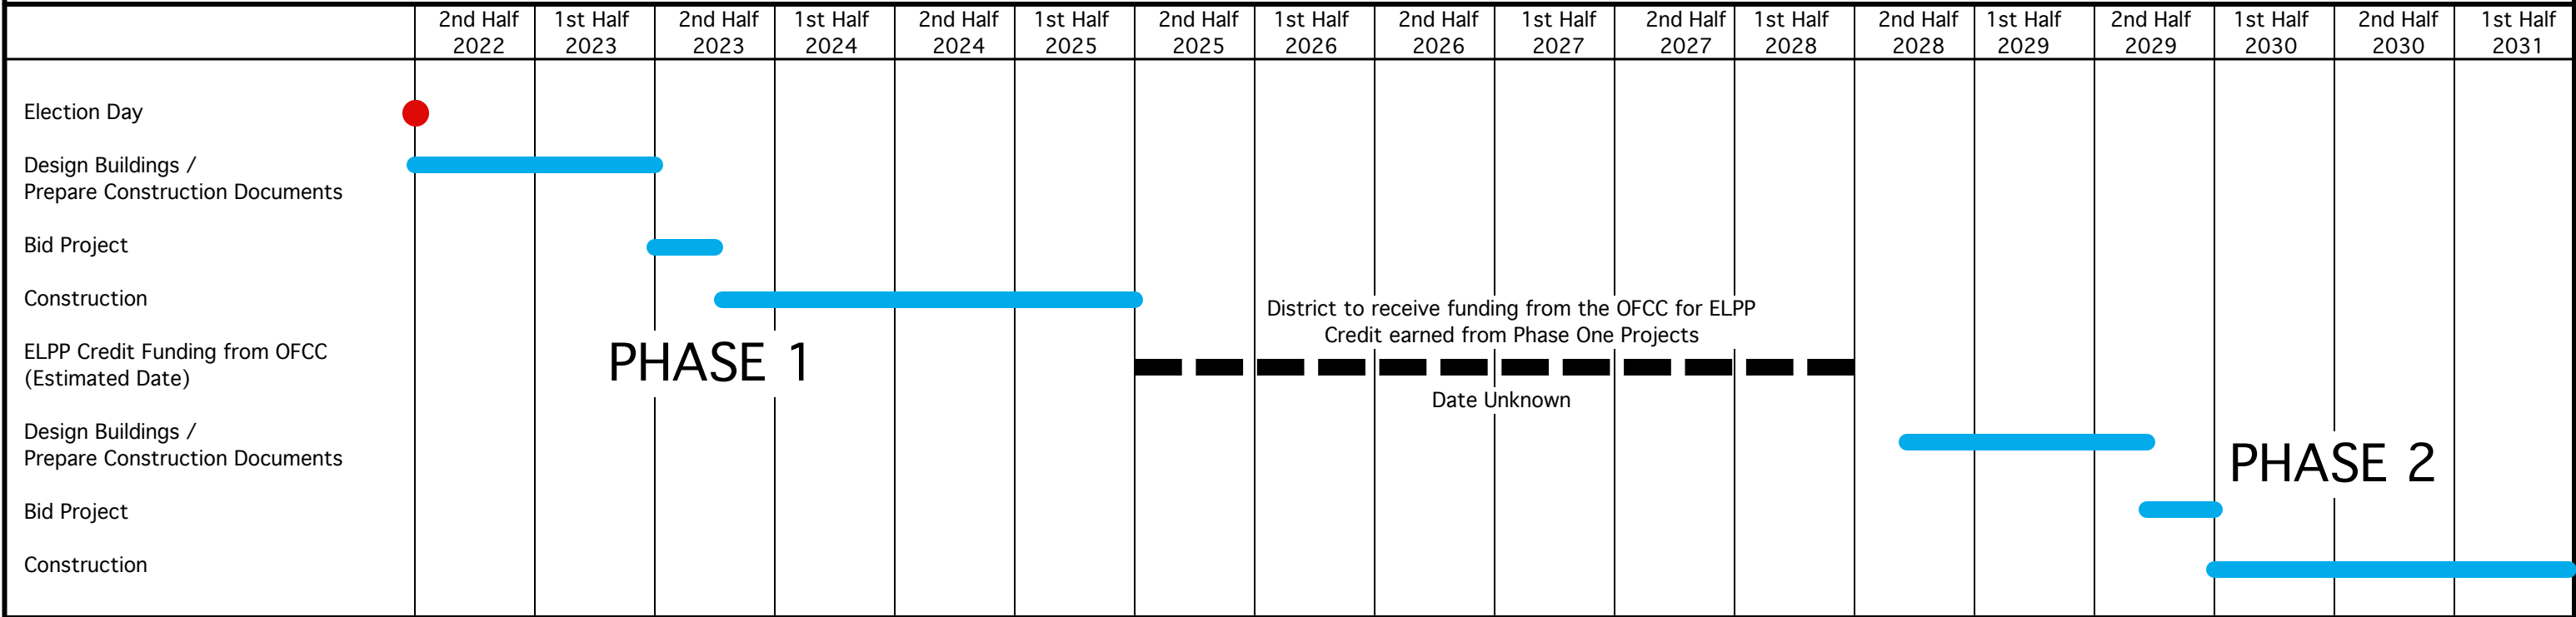 2nd Half 1st Half 2nd Half 1st Half 2nd Half 1st Half 2nd Half 1st Half 2nd Half 1st Half 2nd Half 1st Half 2nd Half 1st Half 2nd Half 1st Half 2nd Half 1st Half
2022 2023 2023 2024 2024 2025 2025 2026 2026 2027 2027 2028 2028 2029 2029 2030 2030 2031
Election Day
Design Buildings /
Prepare Construction Documents
Bid Project
Construction
District to receive funding from the OFCC for ELPP
Credit earned from Phase One Projects
ELPP Credit Funding from OFCC
(Estimated Date)
PHASE 1
Date Unknown
Design Buildings /
Prepare Construction Documents
PHASE 2
Bid Project
Construction